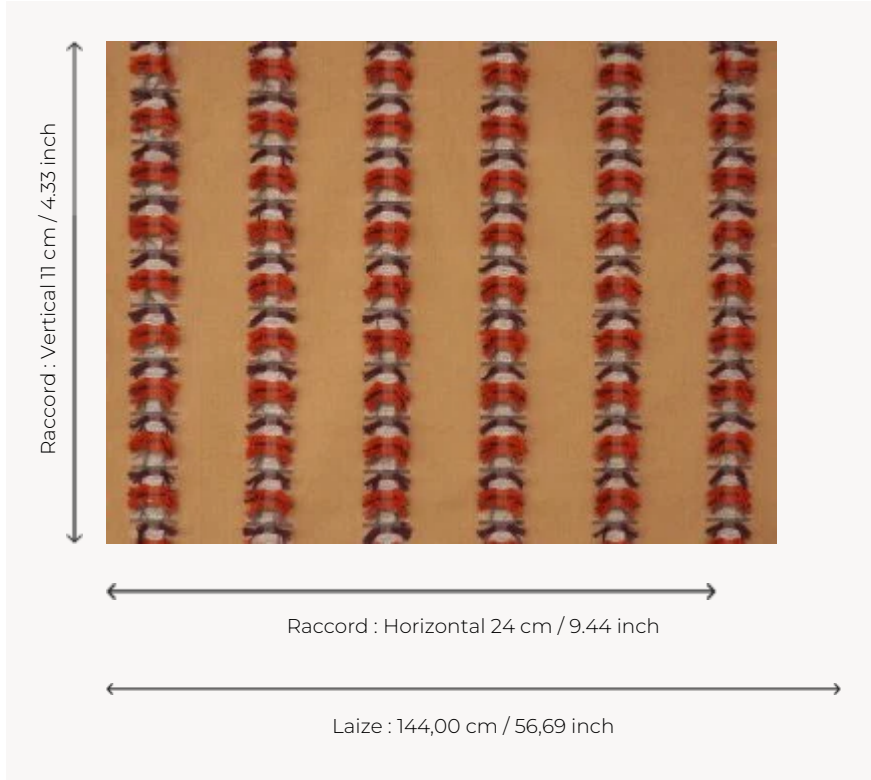 Raccord : Vertical 11 cm / 4.33 inch
Raccord : Horizontal 24 cm / 9.44 inch
Laize : 144,00 cm / 56,69 inch